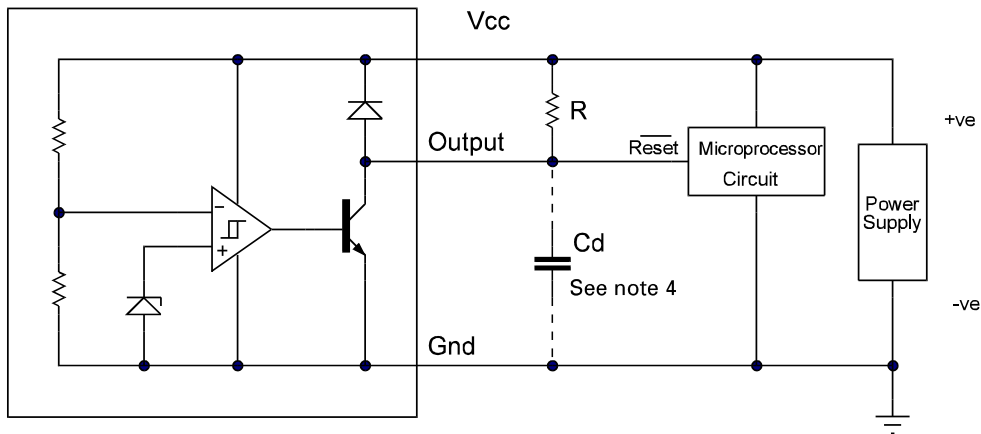 Vcc
R
+ve
Output
Reset
Microprocessor
Circuit
Power
Supply
−
+
Cd
See note 4
-ve
Gnd